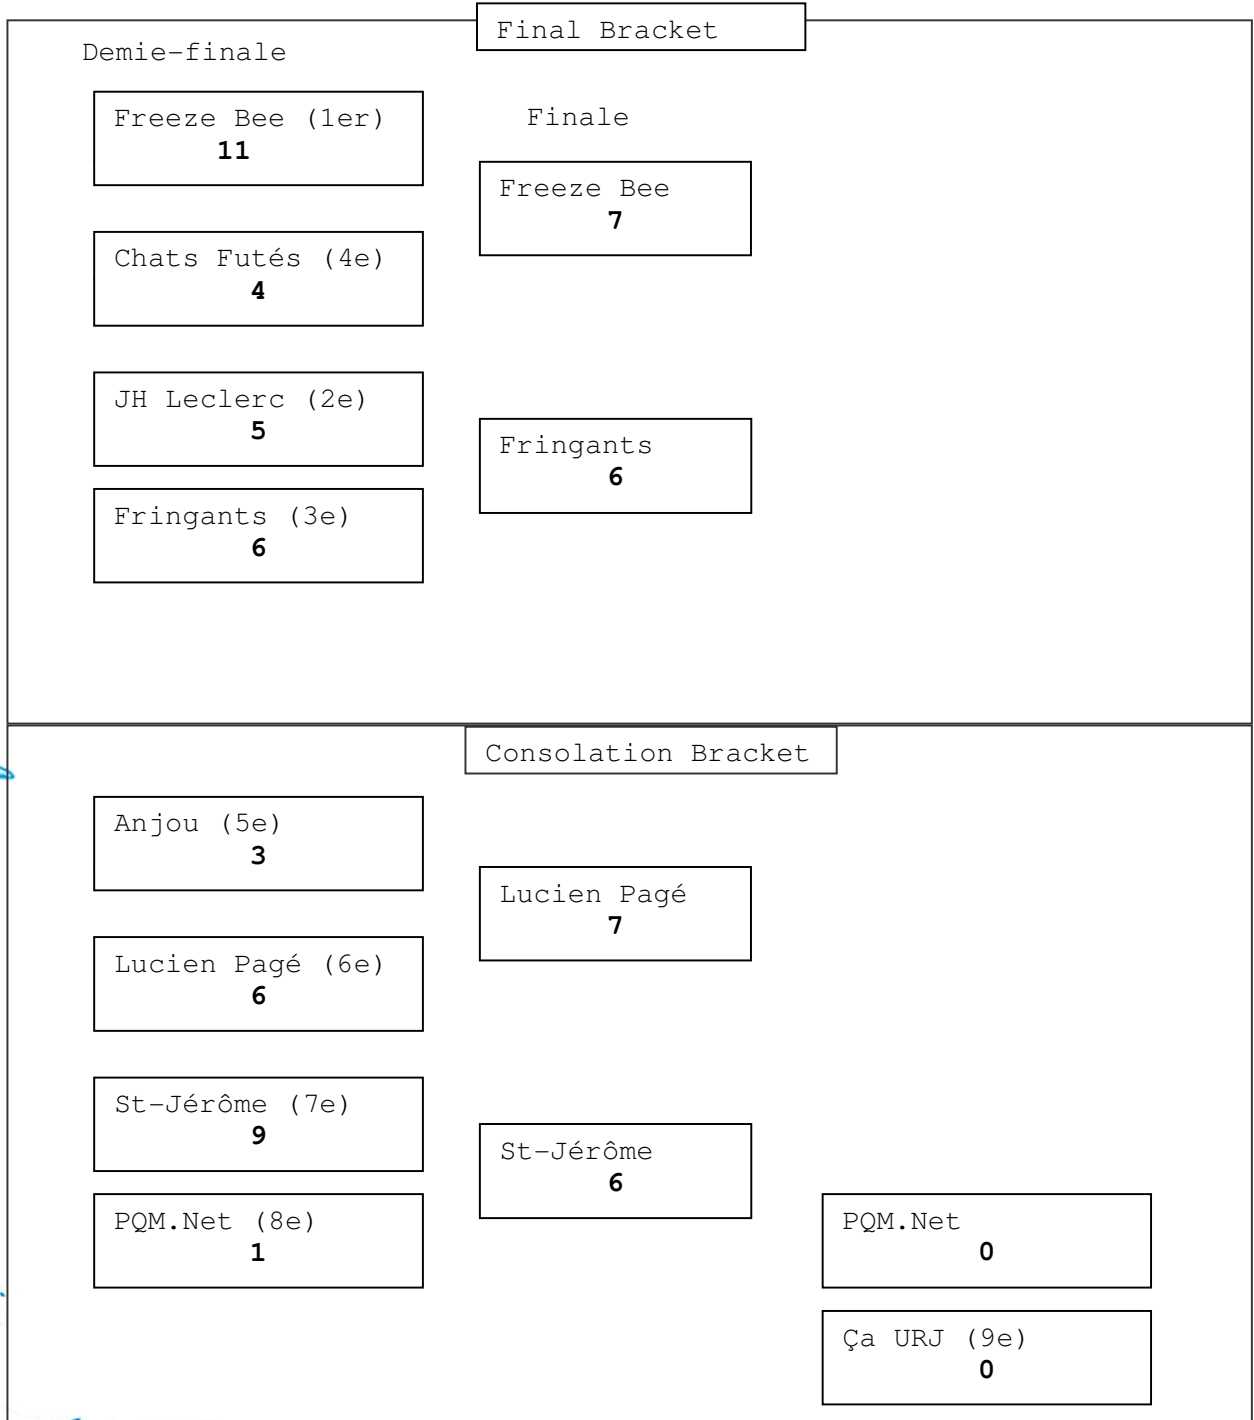 Final Bracket
Demie-finale
Freeze Bee (1er)
11
Finale
Freeze Bee
7
Chats Futés (4e)
4
JH Leclerc (2e)
5
Fringants
6
Fringants (3e)
6
Consolation Bracket
Anjou (5e)
3
Lucien Pagé
7
Lucien Pagé (6e)
6
St-Jérôme (7e)
9
St-Jérôme
6
PQM.Net (8e)
1
PQM.Net
0
Ça URJ (9e)
0